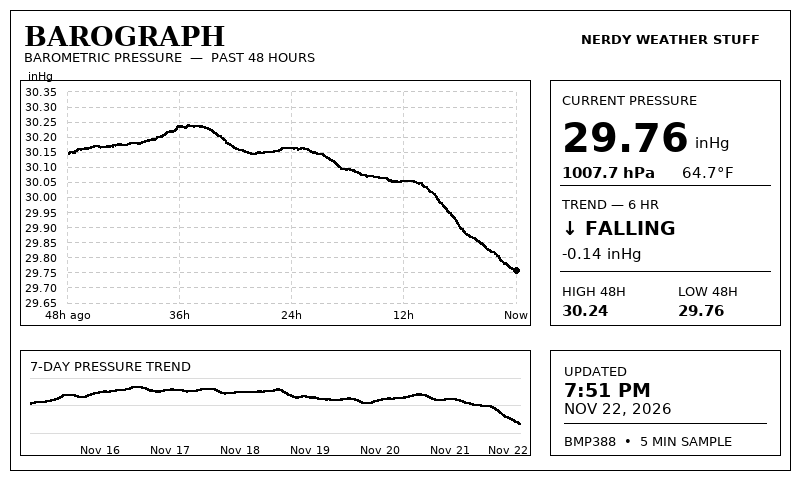 BAROGRAPH
BAROMETRIC PRESSURE — PAST 48 HOURS
NERDY WEATHER STUFF
inHg
30.35
30.30
30.25
30.20
30.15
30.10
30.05
30.00
29.95
29.90
29.85
29.80
29.75
29.70
29.65
48h ago 36h 24h 12h Now
CURRENT PRESSURE
29.76 inHg
1007.7 hPa 64.7°F
TREND — 6 HR
↓ FALLING
-0.14 inHg
HIGH 48H LOW 48H
30.24 29.76
7-DAY PRESSURE TREND
Nov 16 Nov 17 Nov 18 Nov 19 Nov 20 Nov 21 Nov 22
UPDATED
7:51 PM
NOV 22, 2026
BMP388 • 5 MIN SAMPLE